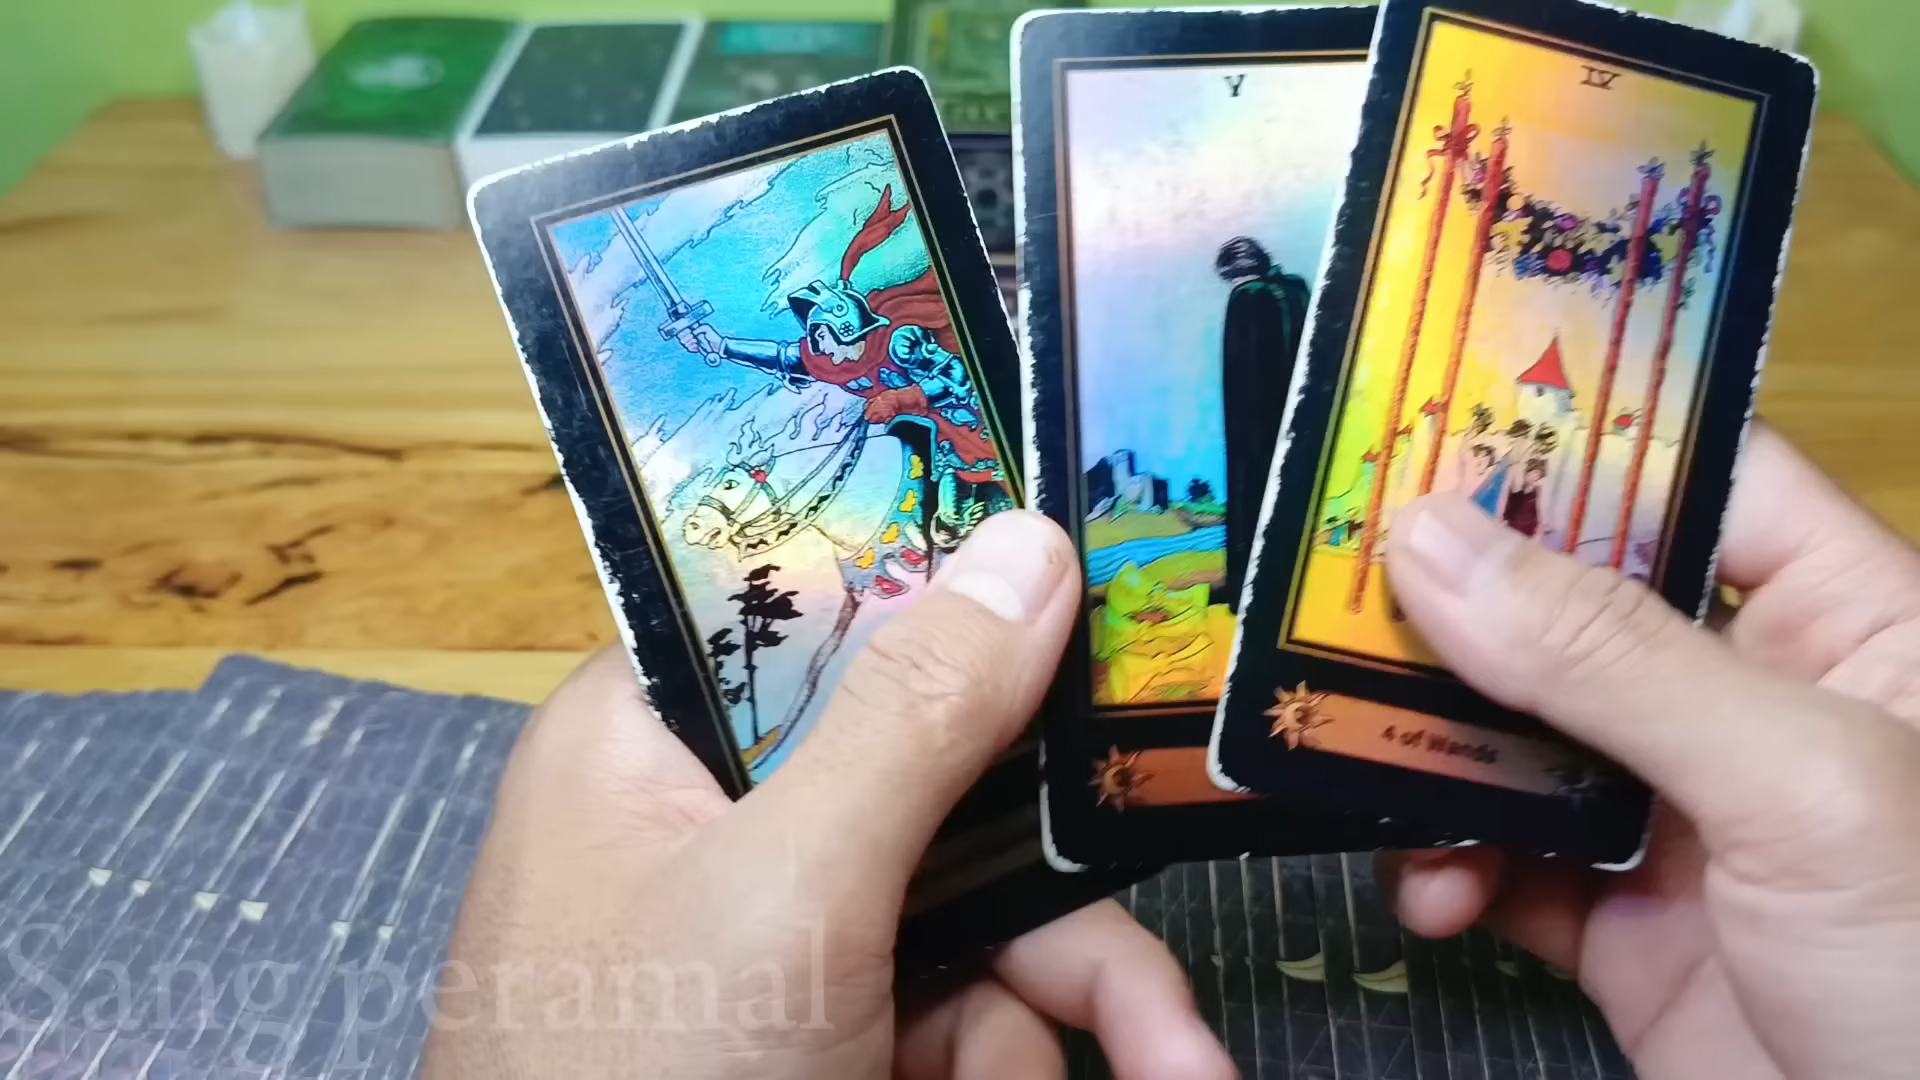 V
IV
4 of Wands
Sang peramal